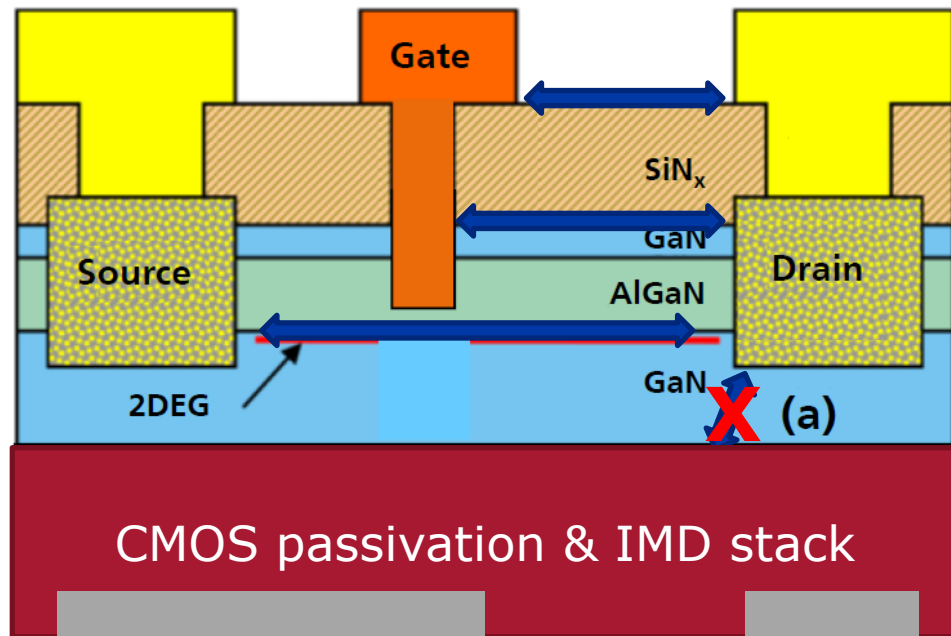 Gate
SiNₓ
GaN
Source
Drain
AlGaN
2DEG
GaN
X
(a)
CMOS passivation & IMD stack